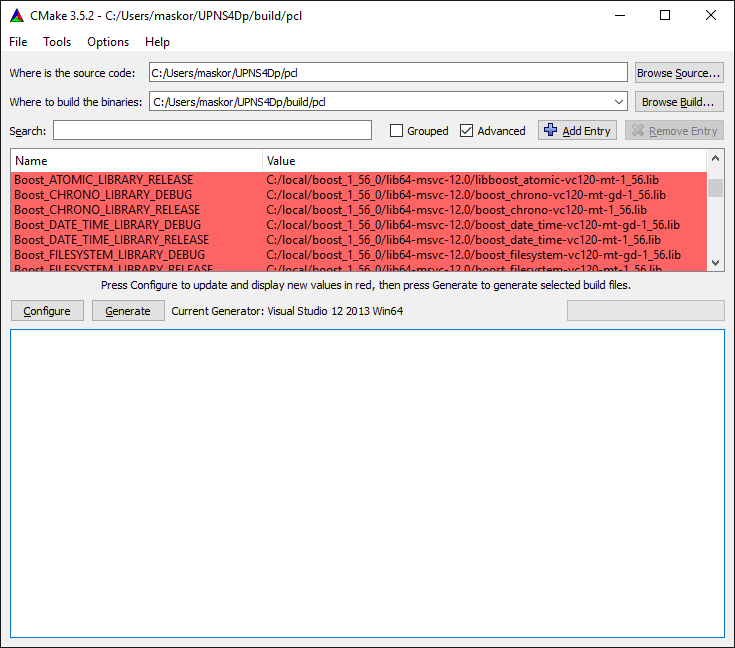 CMake 3.5.2 - C:/Users/maskor/UPNS4Dp/build/pcl
File Tools Options Help
Where is the source code: C:/Users/maskor/UPNS4Dp/pcl Browse Source...
Where to build the binaries: C:/Users/maskor/UPNS4Dp/build/pcl Browse Build...
Search: Grouped Advanced Add Entry Remove Entry
Name Value
Boost_ATOMIC_LIBRARY_RELEASE C:/local/boost_1_56_0/lib64-msvc-12.0/libboost_atomic-vc120-mt-1_56.lib
Boost_CHRONO_LIBRARY_DEBUG C:/local/boost_1_56_0/lib64-msvc-12.0/boost_chrono-vc120-mt-gd-1_56.lib
Boost_CHRONO_LIBRARY_RELEASE C:/local/boost_1_56_0/lib64-msvc-12.0/boost_chrono-vc120-mt-1_56.lib
Boost_DATE_TIME_LIBRARY_DEBUG C:/local/boost_1_56_0/lib64-msvc-12.0/boost_date_time-vc120-mt-gd-1_56.lib
Boost_DATE_TIME_LIBRARY_RELEASE C:/local/boost_1_56_0/lib64-msvc-12.0/boost_date_time-vc120-mt-1_56.lib
Boost_FILESYSTEM_LIBRARY_DEBUG C:/local/boost_1_56_0/lib64-msvc-12.0/boost_filesystem-vc120-mt-gd-1_56.lib
Boost_FILESYSTEM_LIBRARY_RELEASE C:/local/boost_1_56_0/lib64-msvc-12.0/boost_filesystem-vc120-mt-1_56.lib
Press Configure to update and display new values in red, then press Generate to generate selected build files.
Configure Generate Current Generator: Visual Studio 12 2013 Win64